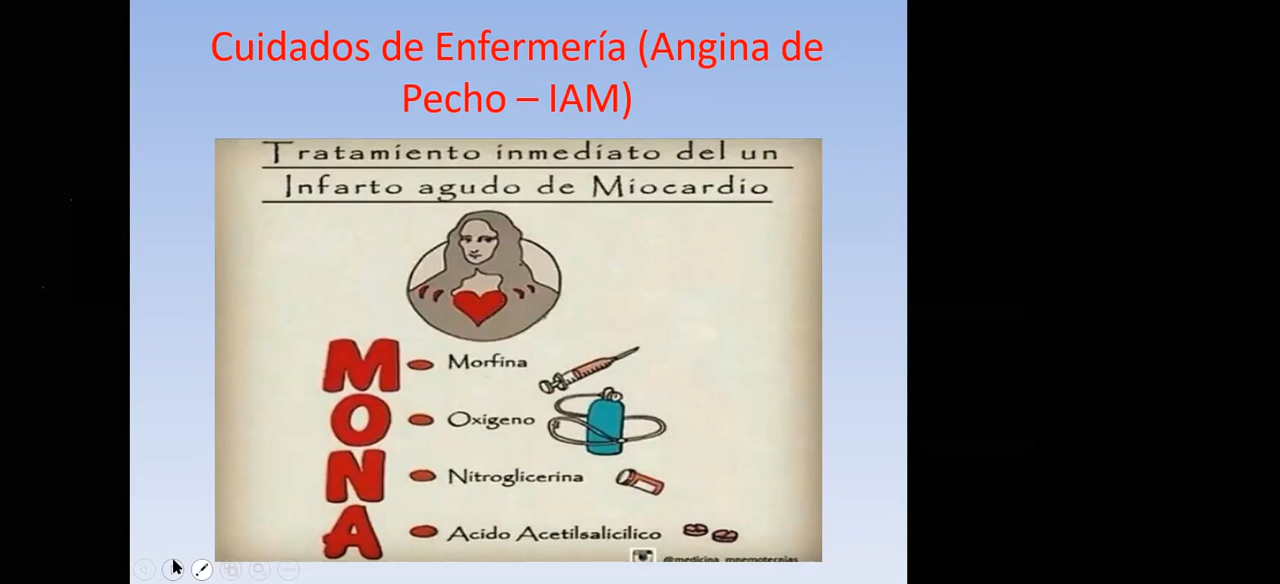 Cuidados de Enfermería (Angina de
Pecho – IAM)
Tratamiento inmediato del un
Infarto agudo de Miocardio
M Morfina
O Oxigeno
N Nitroglicerina
A Acido Acetilsalicilico
@medicina_mnemotecnias